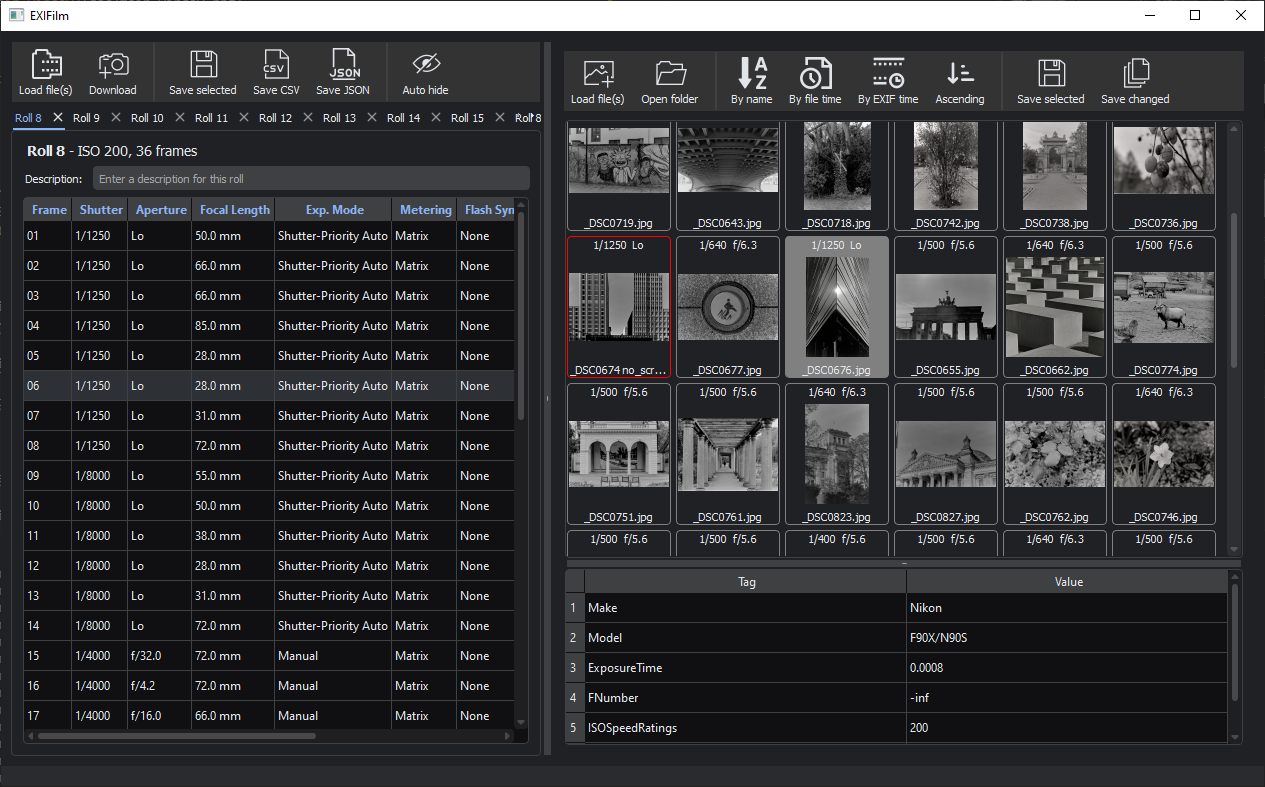 EXIFilm
Load file(s) Download Save selected Save CSV Save JSON Auto hide
Roll 8 Roll 9 Roll 10 Roll 11 Roll 12 Roll 13 Roll 14 Roll 15
Roll 8 - ISO 200, 36 frames
Description: Enter a description for this roll
Frame Shutter Aperture Focal Length Exp. Mode Metering Flash Syn
01 1/1250 Lo 50.0 mm Shutter-Priority Auto Matrix None
02 1/1250 Lo 66.0 mm Shutter-Priority Auto Matrix None
03 1/1250 Lo 66.0 mm Shutter-Priority Auto Matrix None
04 1/1250 Lo 85.0 mm Shutter-Priority Auto Matrix None
05 1/1250 Lo 28.0 mm Shutter-Priority Auto Matrix None
06 1/1250 Lo 28.0 mm Shutter-Priority Auto Matrix None
07 1/1250 Lo 31.0 mm Shutter-Priority Auto Matrix None
08 1/1250 Lo 72.0 mm Shutter-Priority Auto Matrix None
09 1/8000 Lo 55.0 mm Shutter-Priority Auto Matrix None
10 1/8000 Lo 50.0 mm Shutter-Priority Auto Matrix None
11 1/8000 Lo 38.0 mm Shutter-Priority Auto Matrix None
12 1/8000 Lo 28.0 mm Shutter-Priority Auto Matrix None
13 1/8000 Lo 31.0 mm Shutter-Priority Auto Matrix None
14 1/8000 Lo 72.0 mm Shutter-Priority Auto Matrix None
15 1/4000 f/32.0 72.0 mm Manual Matrix None
16 1/4000 f/4.2 72.0 mm Manual Matrix None
17 1/4000 f/16.0 66.0 mm Manual Matrix None
Load file(s) Open folder By name By file time By EXIF time Ascending Save selected Save changed
_DSC0719.jpg _DSC0643.jpg _DSC0718.jpg _DSC0742.jpg _DSC0738.jpg _DSC0736.jpg
1/1250 Lo 1/640 f/6.3 1/1250 Lo 1/500 f/5.6 1/640 f/6.3 1/500 f/5.6
_DSC0674 no_scr... _DSC0677.jpg _DSC0676.jpg _DSC0655.jpg _DSC0662.jpg _DSC0774.jpg
1/500 f/5.6 1/500 f/5.6 1/640 f/6.3 1/500 f/5.6 1/500 f/5.6 1/640 f/6.3
_DSC0751.jpg _DSC0761.jpg _DSC0823.jpg _DSC0827.jpg _DSC0762.jpg _DSC0746.jpg
1/500 f/5.6 1/500 f/5.6 1/400 f/5.6 1/500 f/5.6 1/640 f/6.3 1/500 f/5.6
Tag Value
1 Make Nikon
2 Model F90X/N90S
3 ExposureTime 0.0008
4 FNumber -inf
5 ISOSpeedRatings 200